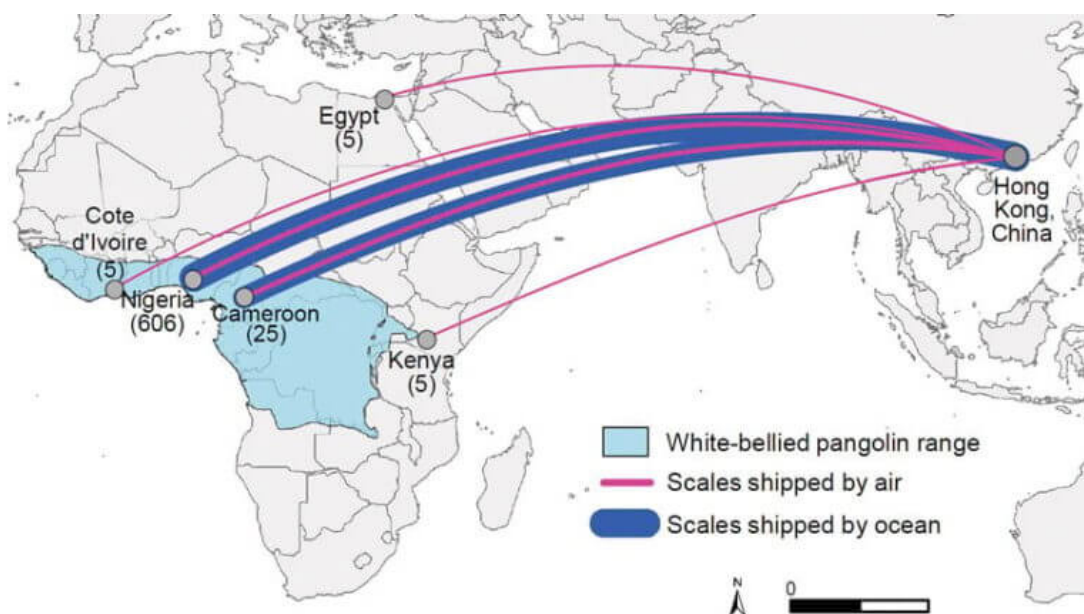 Egypt
(5)
Cote
d'Ivoire
(5)
Nigeria
(606)
Cameroon
(25)
Kenya
(5)
Hong
Kong,
China
White-bellied pangolin range
Scales shipped by air
Scales shipped by ocean
N
0